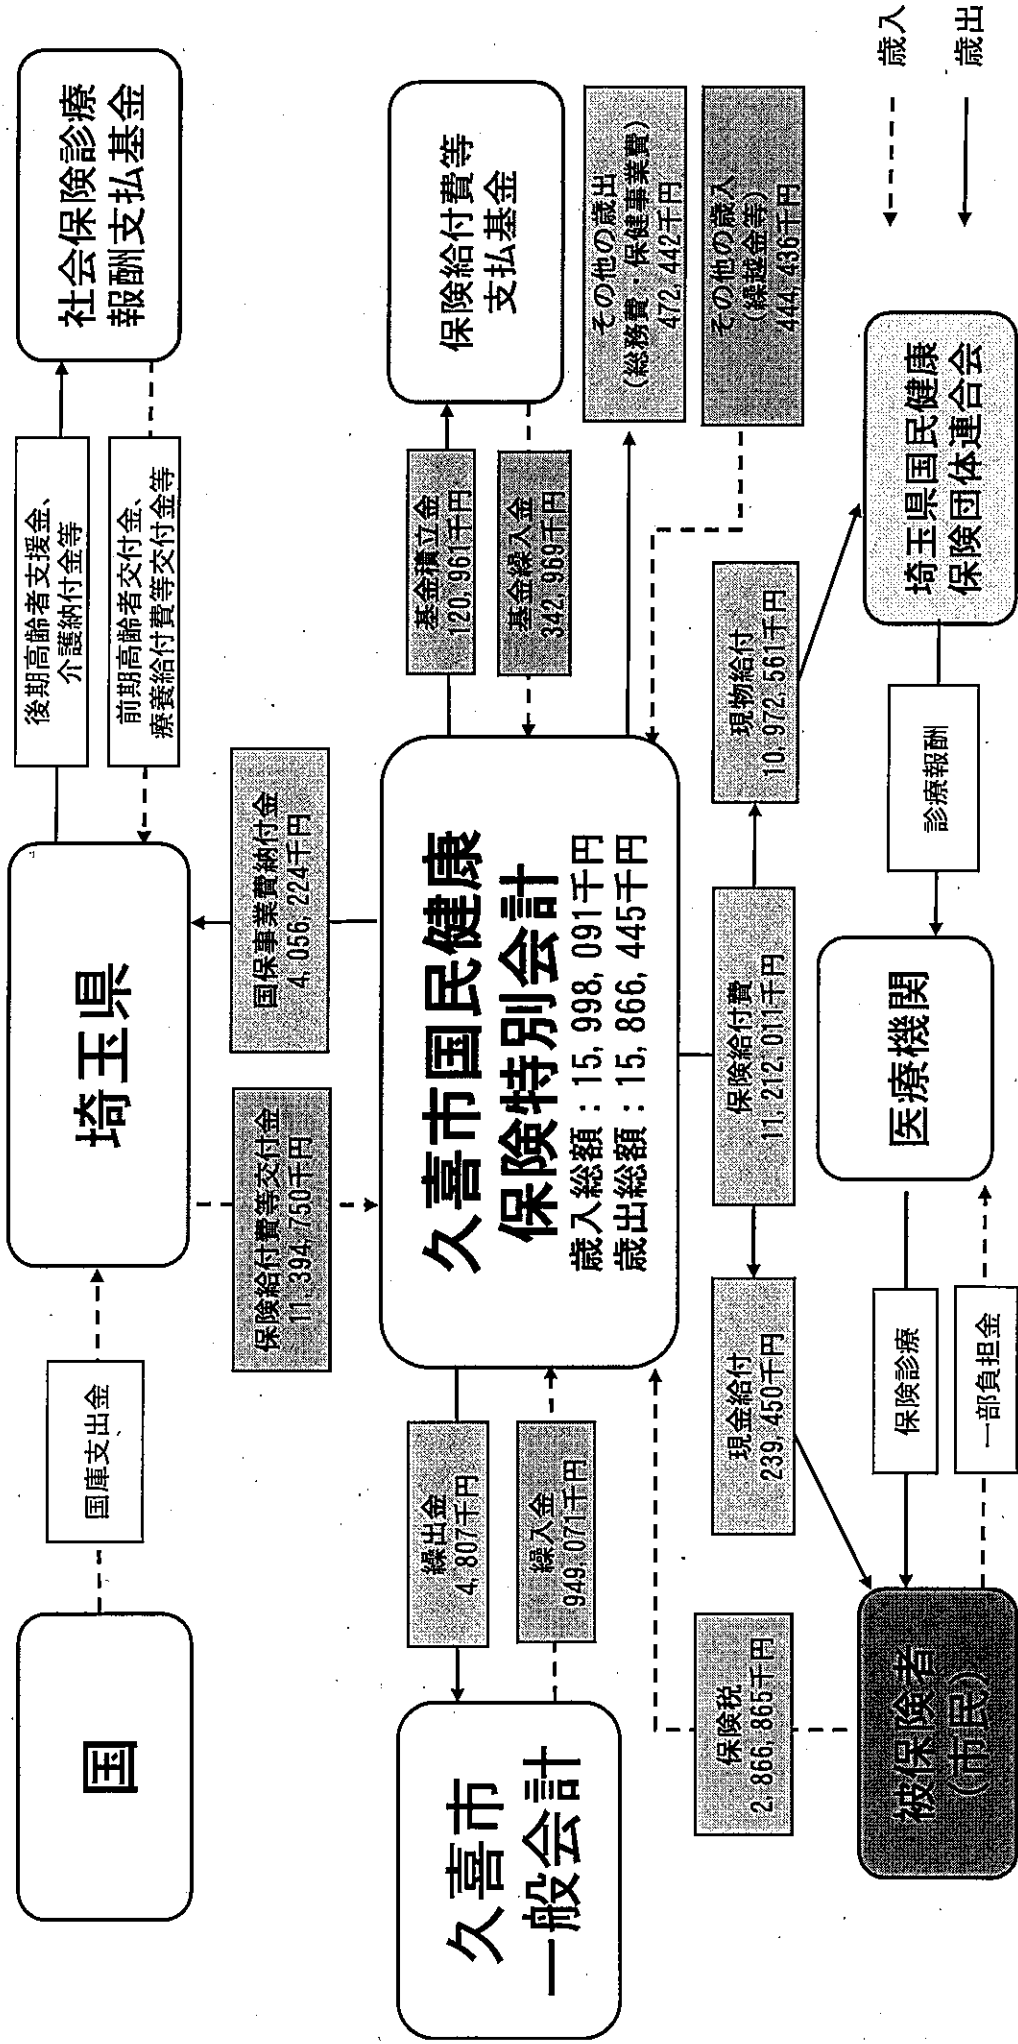 国
国庫支出金
埼玉県
後期高齢者支援金、
介護納付金等
前期高齢者交付金、
療養給付費等交付金等
社会保険診療
報酬支払基金
保険給付費等交付金
11,394,750千円
国保事業費納付金
4,056,224千円
久喜市
一般会計
繰出金
4,807千円
繰入金
949,071千円
久喜市国民健康
保険特別会計
歳入総額：15,998,091千円
歳出総額：15,866,445千円
基金積立金
120,961千円
基金繰入金
342,969千円
保険給付費等
支払基金
その他の歳出
（総務費・保健事業費）
472,442千円
その他の歳入
（繰越金等）
444,436千円
保険税
2,866,865千円
現金給付
239,450千円
保険給付費
11,212,011千円
現物給付
10,972,561千円
被保険者
（市民）
保険診療
一部負担金
医療機関
診療報酬
埼玉県国民健康
保険団体連合会
歳入
歳出